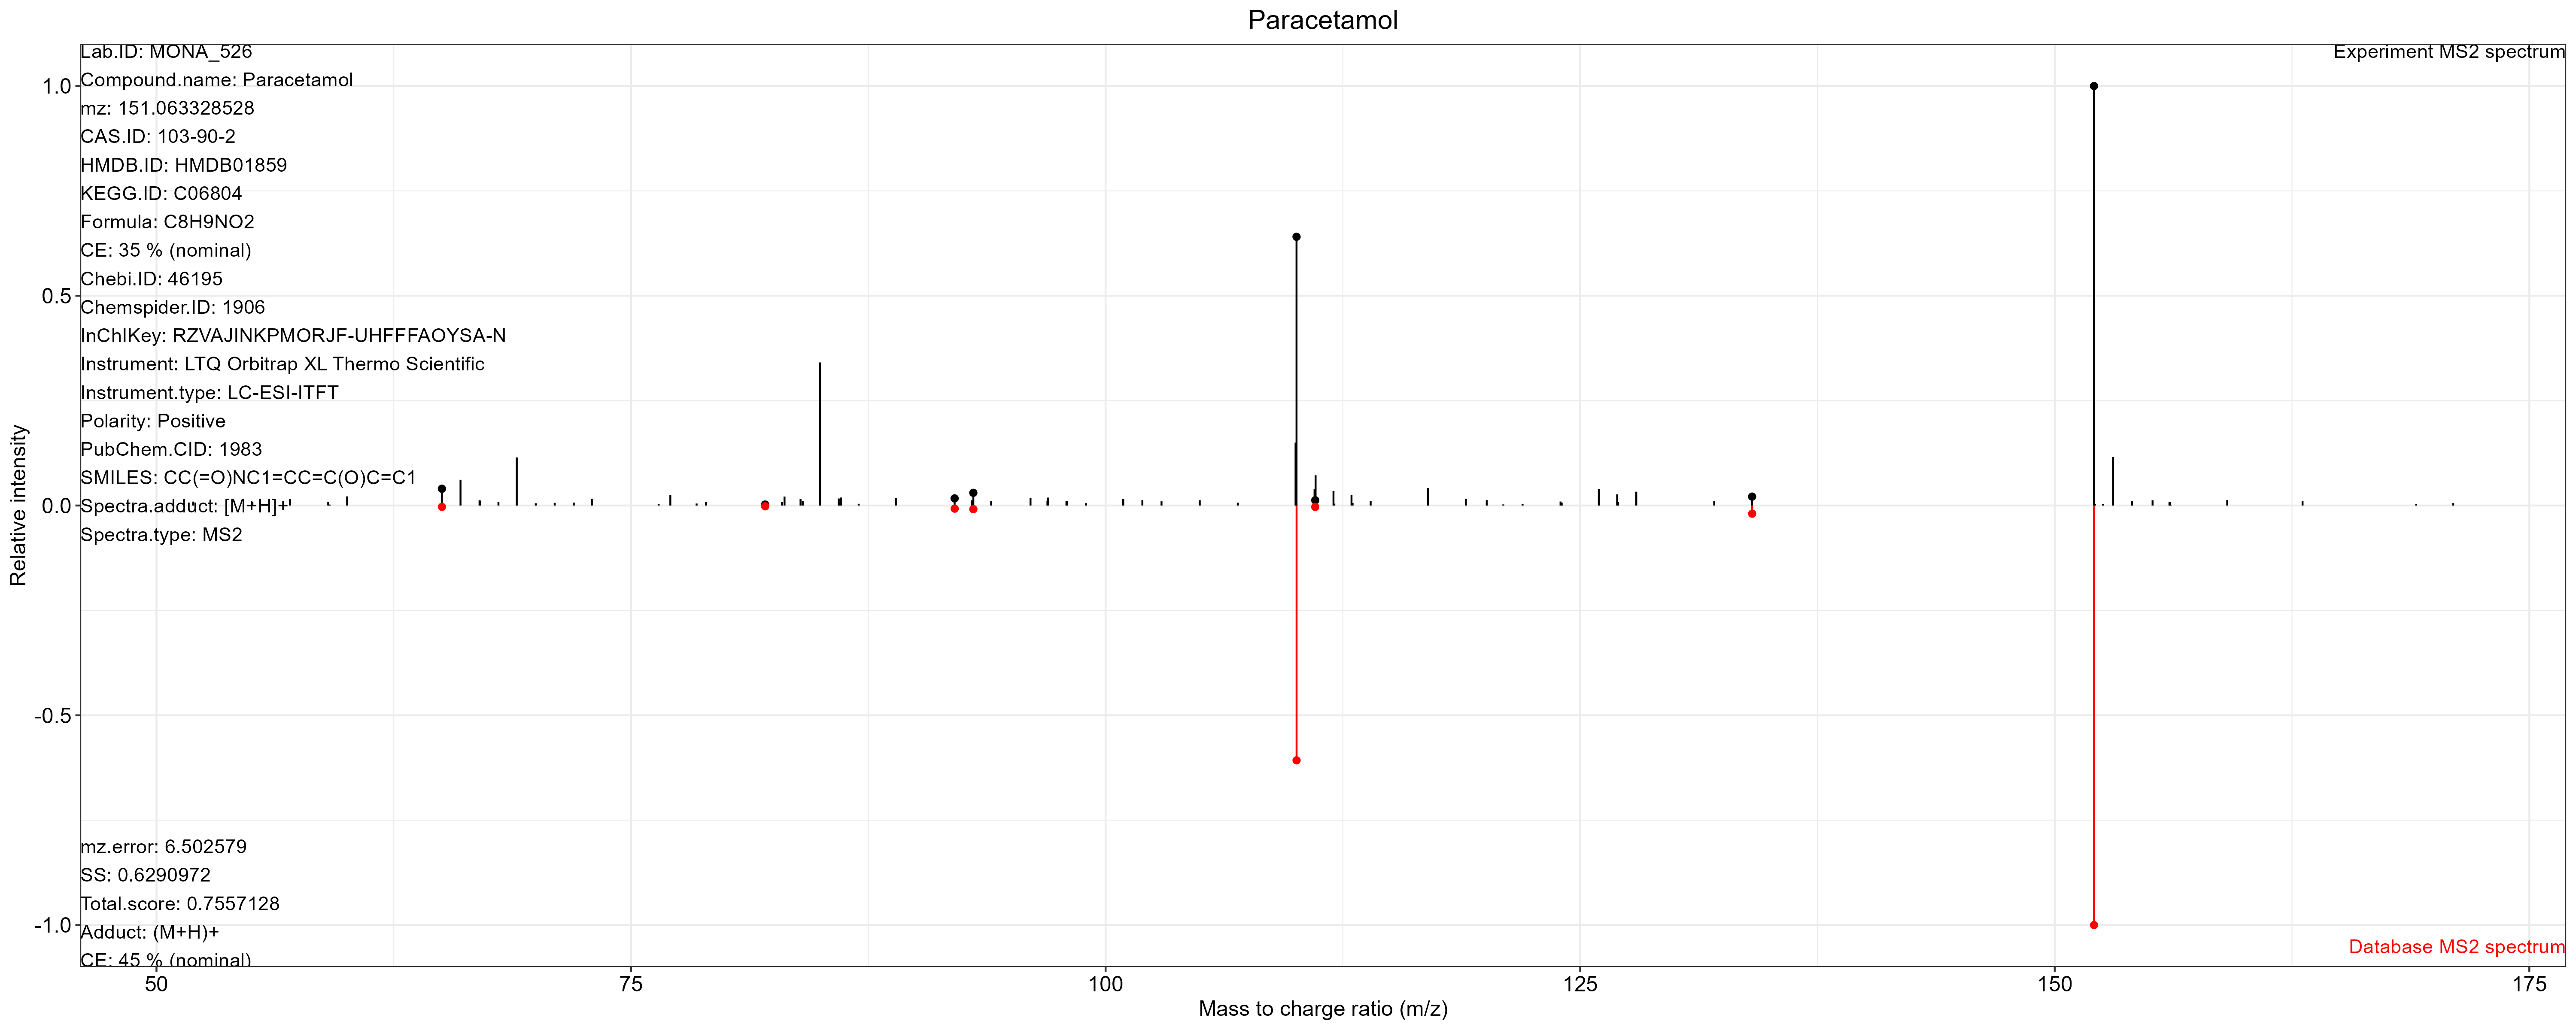 Paracetamol
Lab.ID: MONA_526
Experiment MS2 spectrum
Compound.name: Paracetamol
mz: 151.063328528
CAS.ID: 103-90-2
HMDB.ID: HMDB01859
KEGG.ID: C06804
Formula: C8H9NO2
CE: 35 % (nominal)
Chebi.ID: 46195
Chemspider.ID: 1906
InChIKey: RZVAJINKPMORJF-UHFFFAOYSA-N
Instrument: LTQ Orbitrap XL Thermo Scientific
Instrument.type: LC-ESI-ITFT
Polarity: Positive
PubChem.CID: 1983
SMILES: CC(=O)NC1=CC=C(O)C=C1
Spectra.adduct: [M+H]+
Spectra.type: MS2
mz.error: 6.502579
SS: 0.6290972
Total.score: 0.7557128
Adduct: (M+H)+
CE: 45 % (nominal)
Database MS2 spectrum
1.0
0.5
0.0
-0.5
-1.0
Relative intensity
50
75
100
125
150
175
Mass to charge ratio (m/z)